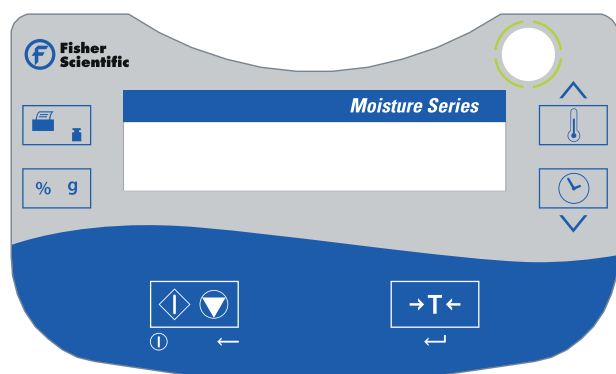 Fisher
Scientific
Moisture Series
% g
→T←